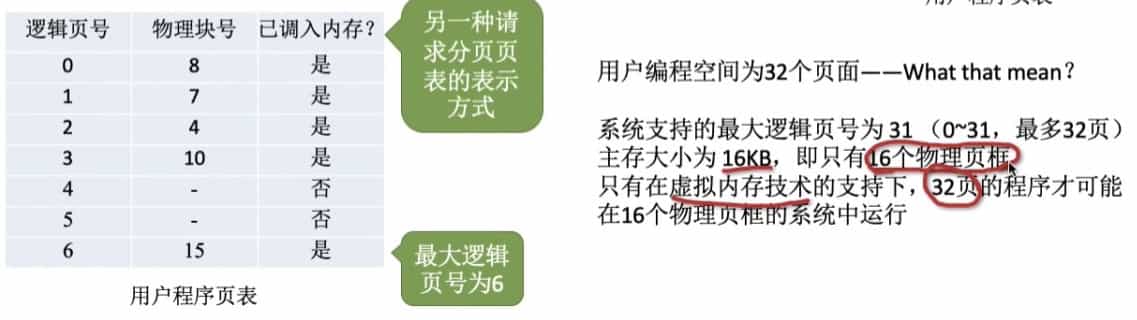 逻辑页号 物理块号 已调入内存？
0 8 是
1 7 是
2 4 是
3 10 是
4 - 否
5 - 否
6 15 是
用户程序页表
另一种请
求分页页
表的表示
方式
最大逻辑
页号为6
用户编程空间为32个页面——What that mean？
系统支持的最大逻辑页号为 31 （0~31，最多32页）
主存大小为 16KB，即只有16个物理页框
只有在虚拟内存技术的支持下，32页的程序才可能
在16个物理页框的系统中运行